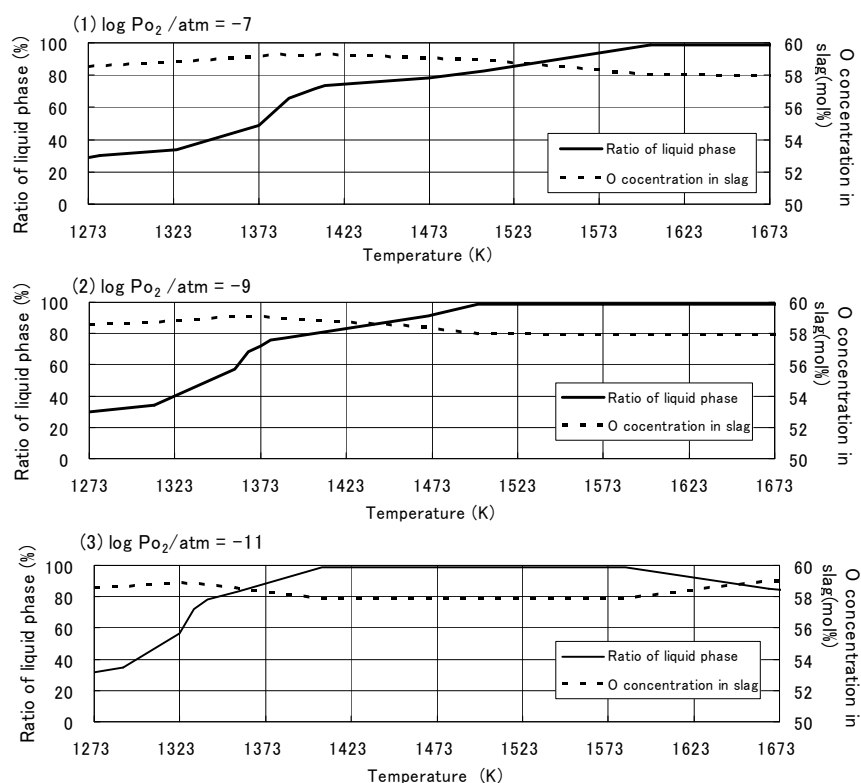 (1) log Po₂ /atm = -7
Ratio of liquid phase (%)
100
80
60
40
20
0
60
58
56
54
52
50
O concentration in
slag(mol%)
Ratio of liquid phase
O cocentration in slag
1273 1323 1373 1423 1473 1523 1573 1623 1673
Temperature (K)
(2) log Po₂ /atm = -9
Ratio of liquid phase (%)
100
80
60
40
20
0
60
58
56
54
52
50
O concentration in
slag(mol%)
Ratio of liquid phase
O cocentration in slag
1273 1323 1373 1423 1473 1523 1573 1623 1673
Temperature (K)
(3) log Po₂/atm = -11
Ratio of liquid phase (%)
100
80
60
40
20
0
60
58
56
54
52
50
O concentration in
slag(mol%)
Ratio of liquid phase
O concentration in slag
1273 1323 1373 1423 1473 1523 1573 1623 1673
Temperature (K)